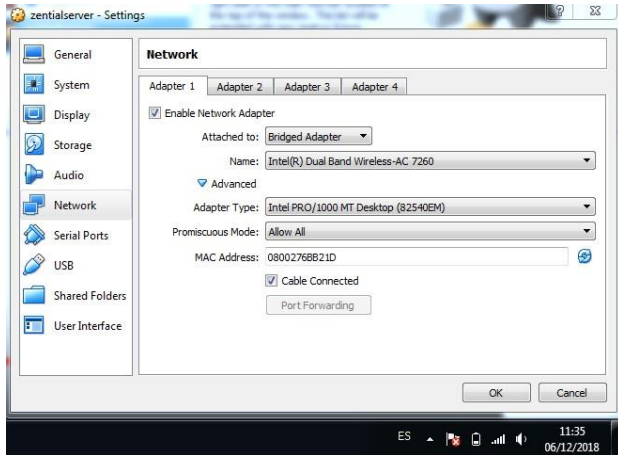 zentialserver - Settings
General
System
Display
Storage
Audio
Network
Serial Ports
USB
Shared Folders
User Interface
Network
Adapter 1 Adapter 2 Adapter 3 Adapter 4
Enable Network Adapter
Attached to: Bridged Adapter
Name: Intel(R) Dual Band Wireless-AC 7260
Advanced
Adapter Type: Intel PRO/1000 MT Desktop (82540EM)
Promiscuous Mode: Allow All
MAC Address: 0800276BB21D
Cable Connected
Port Forwarding
OK Cancel
ES 11:35
06/12/2018